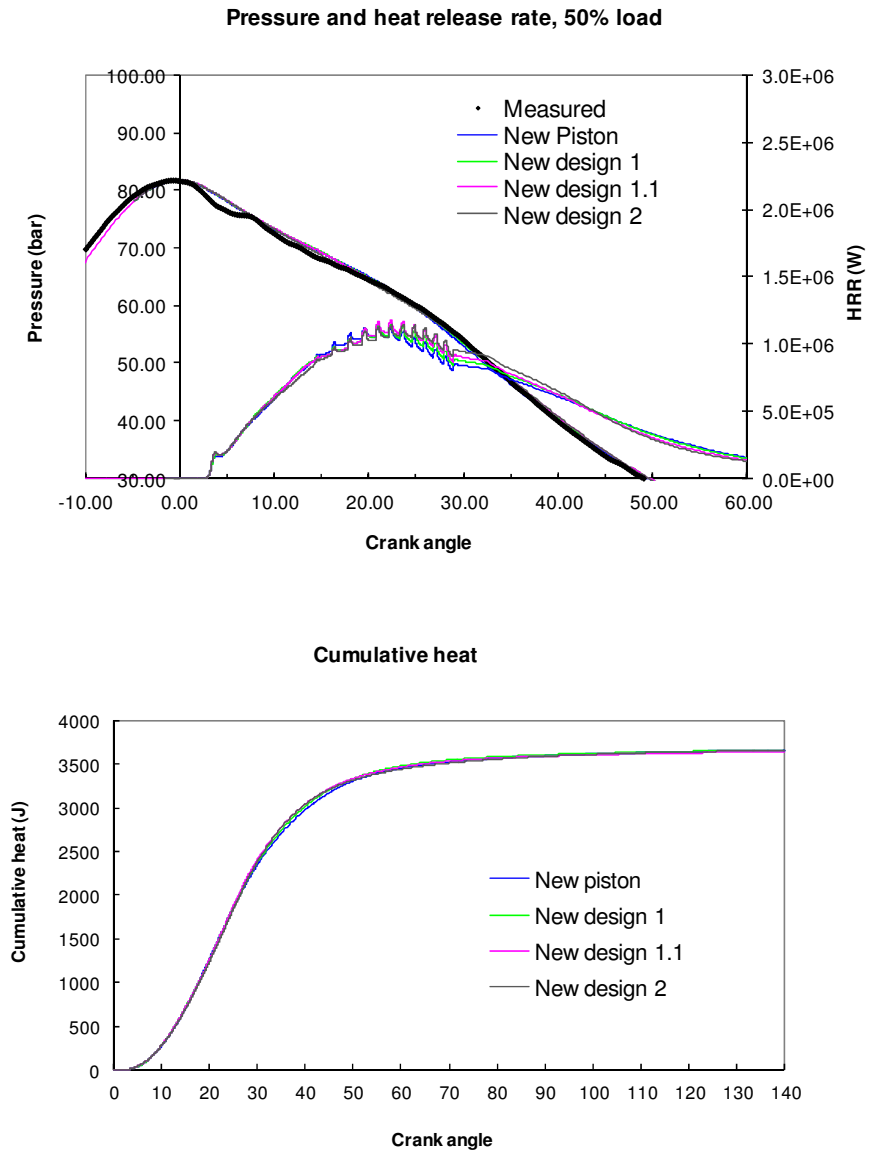 Pressure and heat release rate, 50% load
100.00
90.00
80.00
70.00
60.00
50.00
40.00
30.00
Pressure (bar)
3.0E+06
2.5E+06
2.0E+06
1.5E+06
1.0E+06
5.0E+05
0.0E+00
HRR (W)
Measured
New Piston
New design 1
New design 1.1
New design 2
-10.00 0.00 10.00 20.00 30.00 40.00 50.00 60.00
Crank angle
Cumulative heat
4000
3500
3000
2500
2000
1500
1000
500
0
Cumulative heat (J)
New piston
New design 1
New design 1.1
New design 2
0 10 20 30 40 50 60 70 80 90 100 110 120 130 140
Crank angle